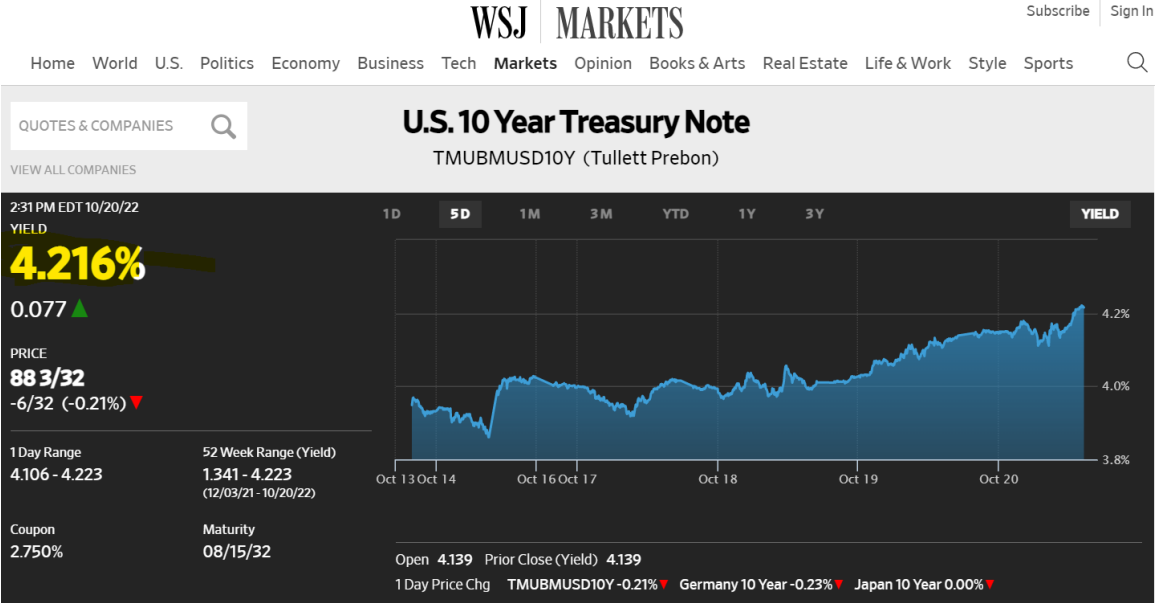 Subscribe Sign In
WSJ MARKETS
Home World U.S. Politics Economy Business Tech Markets Opinion Books & Arts Real Estate Life & Work Style Sports
QUOTES & COMPANIES
VIEW ALL COMPANIES
U.S. 10 Year Treasury Note
TMUBMUSD10Y (Tullett Prebon)
2:31 PM EDT 10/20/22
YIELD
4.216%
0.077
PRICE
88 3/32
-6/32 (-0.21%)
1 Day Range
4.106 - 4.223
52 Week Range (Yield)
1.341 - 4.223
(12/03/21 - 10/20/22)
Coupon
2.750%
Maturity
08/15/32
1D 5D 1M 3M YTD 1Y 3Y YIELD
4.2%
4.0%
3.8%
Oct 13 Oct 14 Oct 16 Oct 17 Oct 18 Oct 19 Oct 20
Open 4.139 Prior Close (Yield) 4.139
1 Day Price Chg TMUBMUSD10Y -0.21% Germany 10 Year -0.23% Japan 10 Year 0.00%